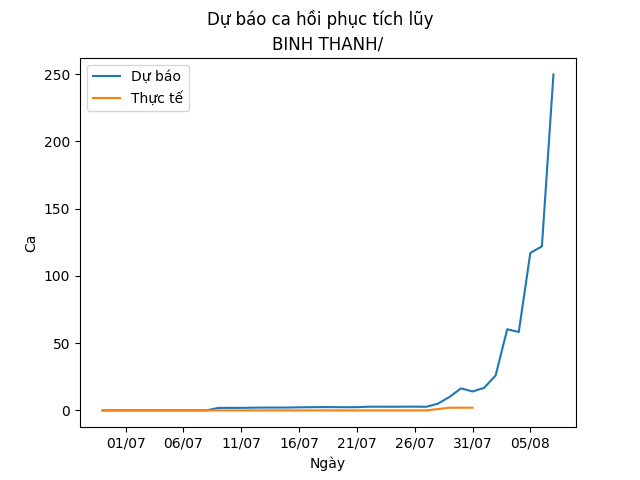 Dự báo ca hồi phục tích lũy
BINH THANH/
Dự báo
Thực tế
250
200
150
100
50
0
Ca
01/07 06/07 11/07 16/07 21/07 26/07 31/07 05/08
Ngày